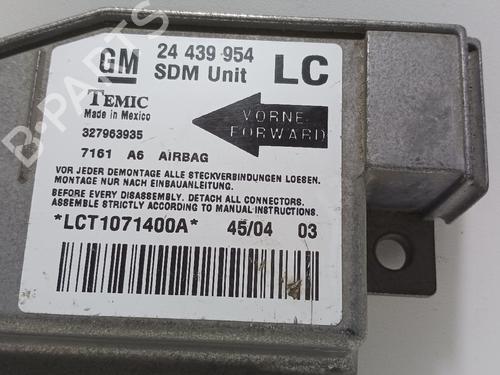 GM
24 439 954
SDM Unit
LC
TEMIC
Made in Mexico
327963935
VORNE
FORWARD
7161 A6 AIRBAG
VOR JEDER DEMONTAGE ALLE STECKVERBINDUNGEN LOESEN.
MONTAGE NUR NACH EINBAUANLEITUNG.
BEFORE EVERY DISASSEMBLY. DETACH ALL CONNECTORS.
ASSEMBLE STRICTLY ACCORDING TO MANUAL INSTRUCTIONS.
*LCT1071400A* 45/04 03
B-PARTS